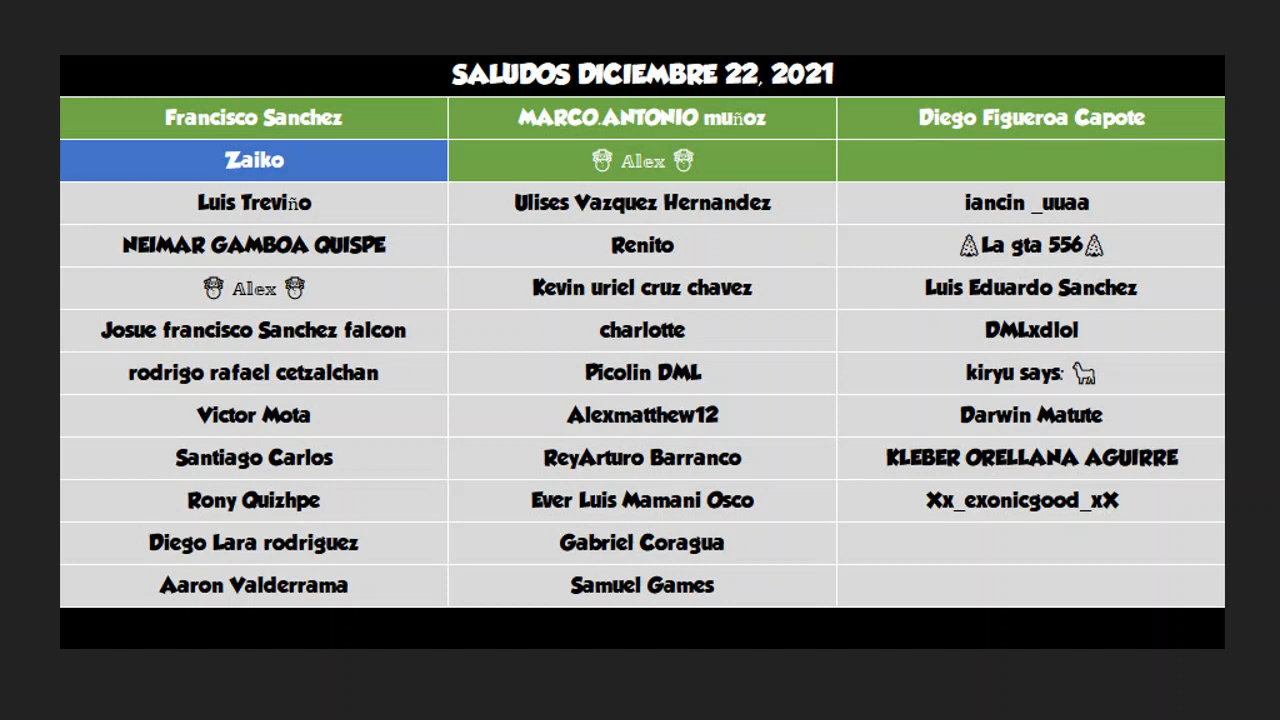 SALUDOS DICIEMBRE 22, 2021
Francisco Sanchez MARCO.ANTONIO muñoz Diego Figueroa Capote
Zaiko ☃ Alex ☃
Luis Treviño Ulises Vazquez Hernandez iancin _uuaa
NEIMAR GAMBOA QUISPE Renito 🎄La gta 556🎄
☃ Alex ☃ Kevin uriel cruz chavez Luis Eduardo Sanchez
Josue francisco Sanchez falcon charlotte DMLxdlol
rodrigo rafael cetzalchan Picolin DML kiryu says: 🐐
Victor Mota Alexmatthew12 Darwin Matute
Santiago Carlos ReyArturo Barranco KLEBER ORELLANA AGUIRRE
Rony Quizhpe Ever Luis Mamani Osco Xx_exonicgood_xX
Diego Lara rodriguez Gabriel Coragua
Aaron Valderrama Samuel Games